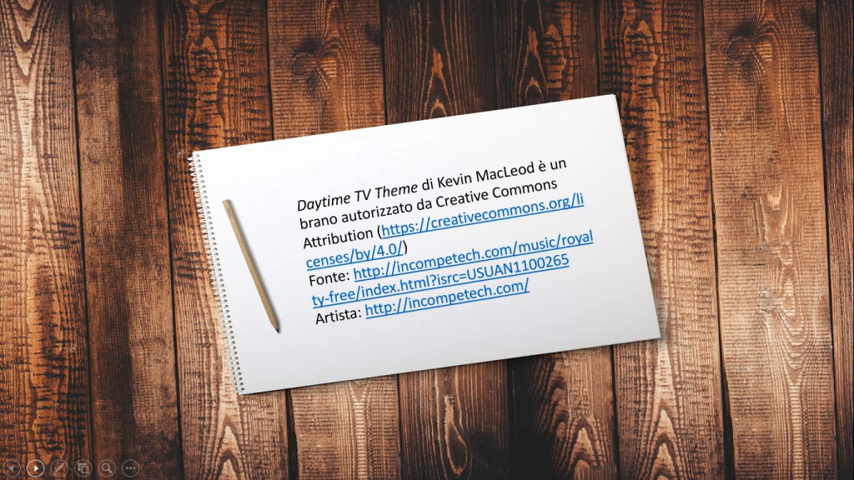 Daytime TV Theme di Kevin MacLeod è un
brano autorizzato da Creative Commons
Attribution (https://creativecommons.org/li
censes/by/4.0/)
Fonte: http://incompetech.com/music/royal
ty-free/index.html?isrc=USUAN1100265
Artista: http://incompetech.com/